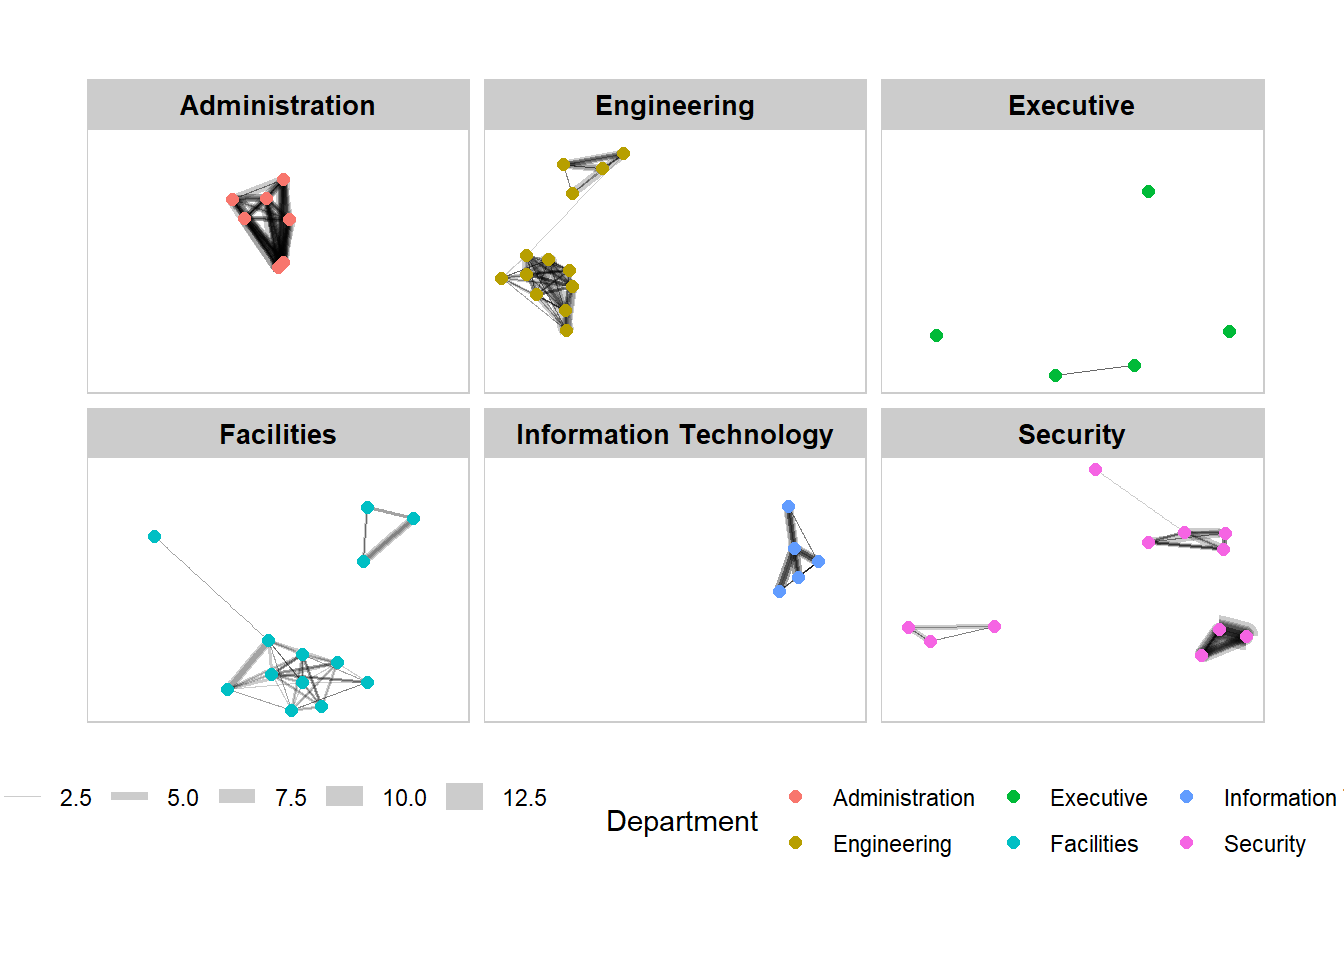 Administration
Engineering
Executive
Facilities
Information Technology
Security
2.5 5.0 7.5 10.0 12.5
Department
Administration Executive Information
Engineering Facilities Security